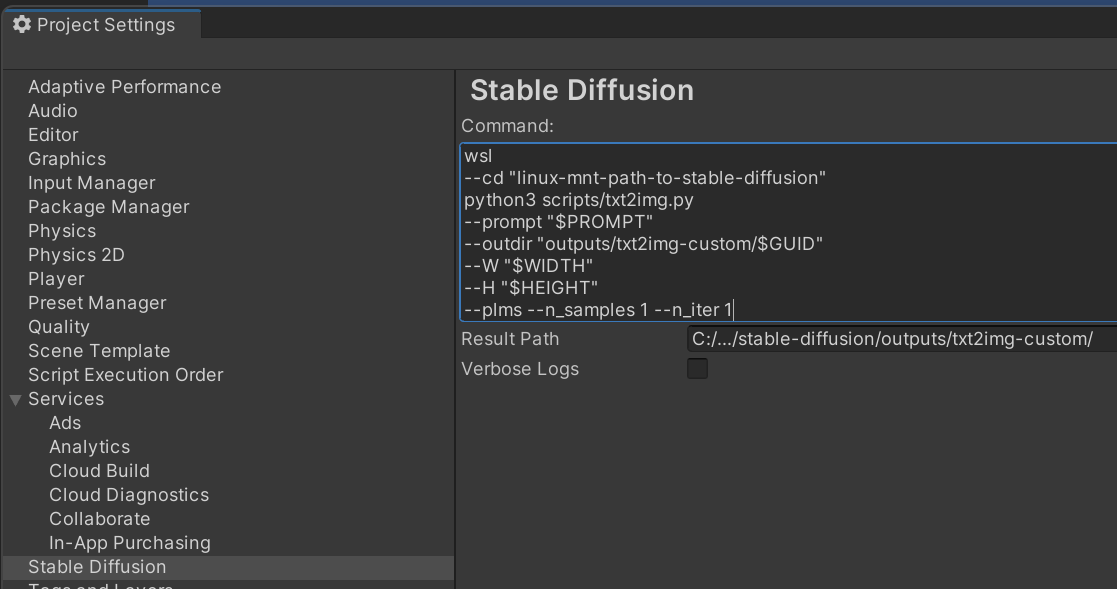 Project Settings
Adaptive Performance
Audio
Editor
Graphics
Input Manager
Package Manager
Physics
Physics 2D
Player
Preset Manager
Quality
Scene Template
Script Execution Order
Services
Ads
Analytics
Cloud Build
Cloud Diagnostics
Collaborate
In-App Purchasing
Stable Diffusion
Tags and Layers
Stable Diffusion
Command:
wsl
--cd "linux-mnt-path-to-stable-diffusion"
python3 scripts/txt2img.py
--prompt "$PROMPT"
--outdir "outputs/txt2img-custom/$GUID"
--W "$WIDTH"
--H "$HEIGHT"
--plms --n_samples 1 --n_iter 1
Result Path
C:/.../stable-diffusion/outputs/txt2img-custom/
Verbose Logs